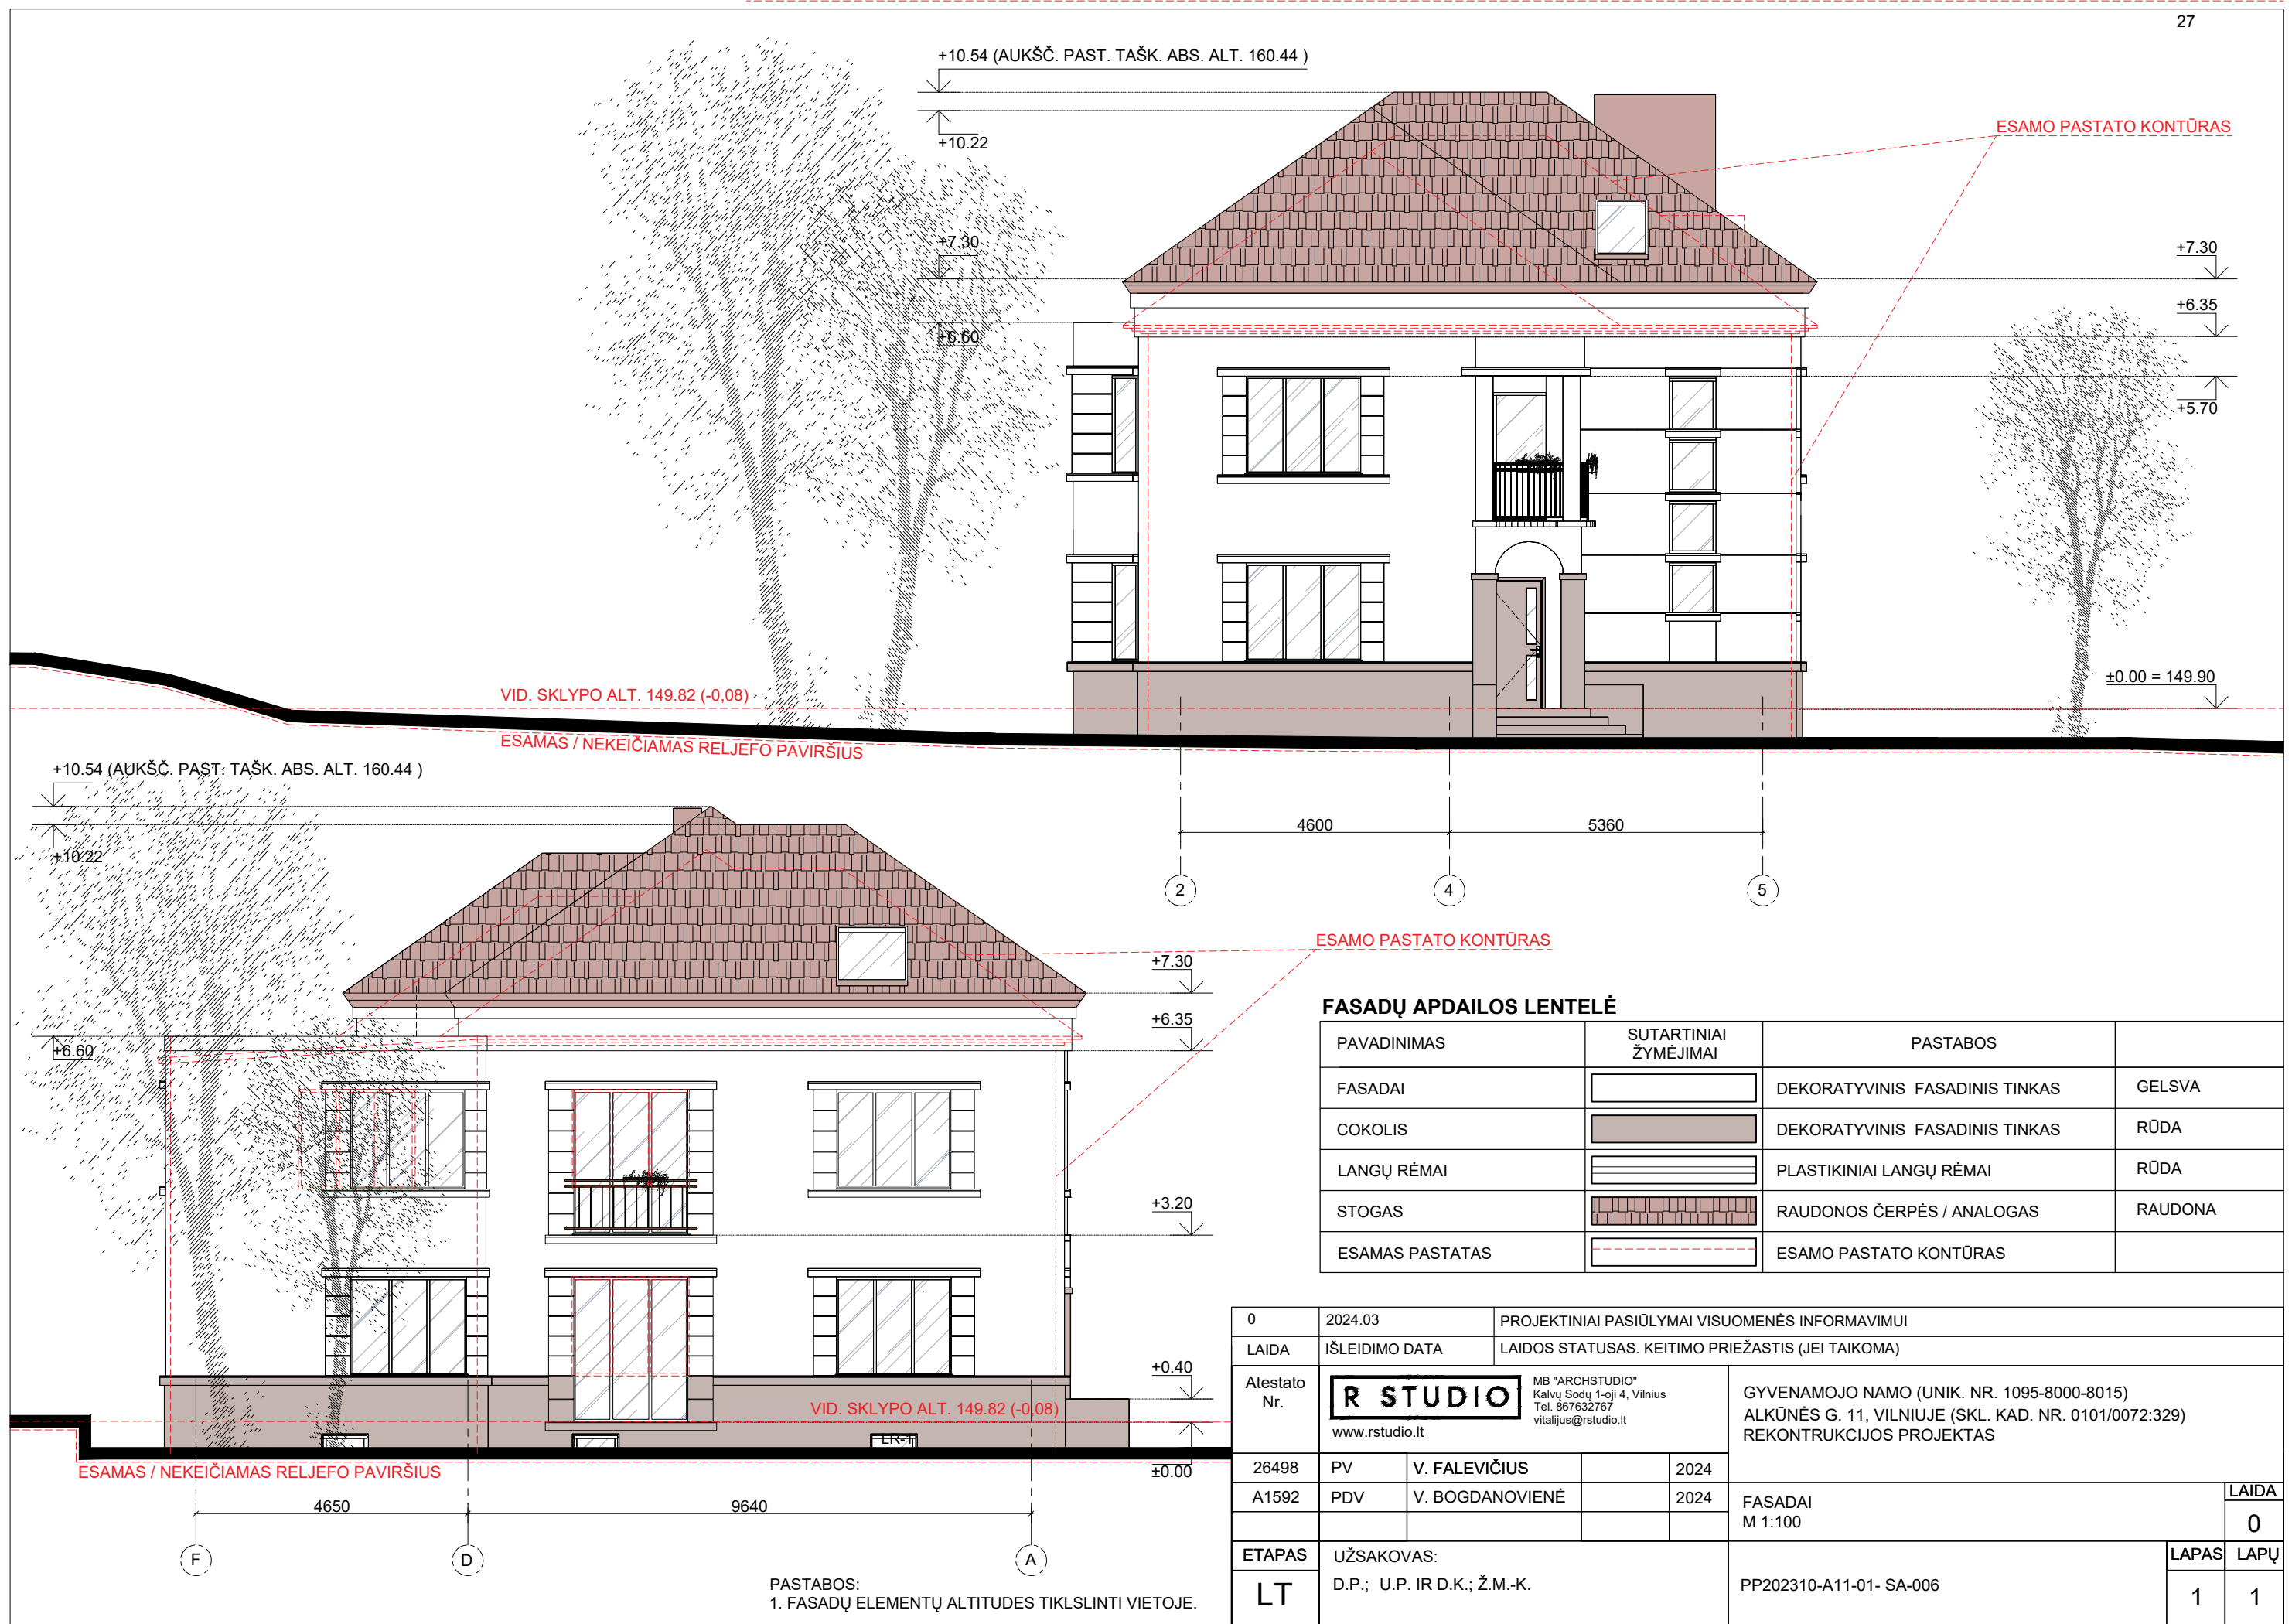 27
+10.54 (AUKŠČ. PAST. TAŠK. ABS. ALT. 160.44 )
+10.22
ESAMO PASTATO KONTŪRAS
+7.30
+7.30
+6.35
+6.60
+5.70
VID. SKLYPO ALT. 149.82 (-0,08)
±0.00 = 149.90
ESAMAS / NEKEIČIAMAS RELJEFO PAVIRŠIUS
4600
5360
2
4
5
+10.54 (AUKŠČ. PAST. TAŠK. ABS. ALT. 160.44 )
+10.22
ESAMO PASTATO KONTŪRAS
+7.30
+6.35
+6.60
+3.20
+0.40
VID. SKLYPO ALT. 149.82 (-0,08)
LR-1
±0.00
ESAMAS / NEKEIČIAMAS RELJEFO PAVIRŠIUS
4650
9640
F
D
A
PASTABOS:
1. FASADŲ ELEMENTŲ ALTITUDES TIKLSLINTI VIETOJE.
FASADŲ APDAILOS LENTELĖ
PAVADINIMAS
SUTARTINIAI
ŽYMĖJIMAI
PASTABOS
FASADAI
DEKORATYVINIS FASADINIS TINKAS
GELSVA
COKOLIS
DEKORATYVINIS FASADINIS TINKAS
RŪDA
LANGŲ RĖMAI
PLASTIKINIAI LANGŲ RĖMAI
RŪDA
STOGAS
RAUDONOS ČERPĖS / ANALOGAS
RAUDONA
ESAMAS PASTATAS
ESAMO PASTATO KONTŪRAS
0
2024.03
PROJEKTINIAI PASIŪLYMAI VISUOMENĖS INFORMAVIMUI
LAIDA
IŠLEIDIMO DATA
LAIDOS STATUSAS. KEITIMO PRIEŽASTIS (JEI TAIKOMA)
Atestato
Nr.
R STUDIO
www.rstudio.lt
MB "ARCHSTUDIO"
Kalvų Sodų 1-oji 4, Vilnius
Tel. 867632767
vitalijus@rstudio.lt
GYVENAMOJO NAMO (UNIK. NR. 1095-8000-8015)
ALKŪNĖS G. 11, VILNIUJE (SKL. KAD. NR. 0101/0072:329)
REKONTRUKCIJOS PROJEKTAS
26498
PV
V. FALEVIČIUS
2024
A1592
PDV
V. BOGDANOVIENĖ
2024
FASADAI
M 1:100
LAIDA
0
ETAPAS
LT
UŽSAKOVAS:
D.P.; U.P. IR D.K.; Ž.M.-K.
PP202310-A11-01- SA-006
LAPAS
LAPŲ
1
1